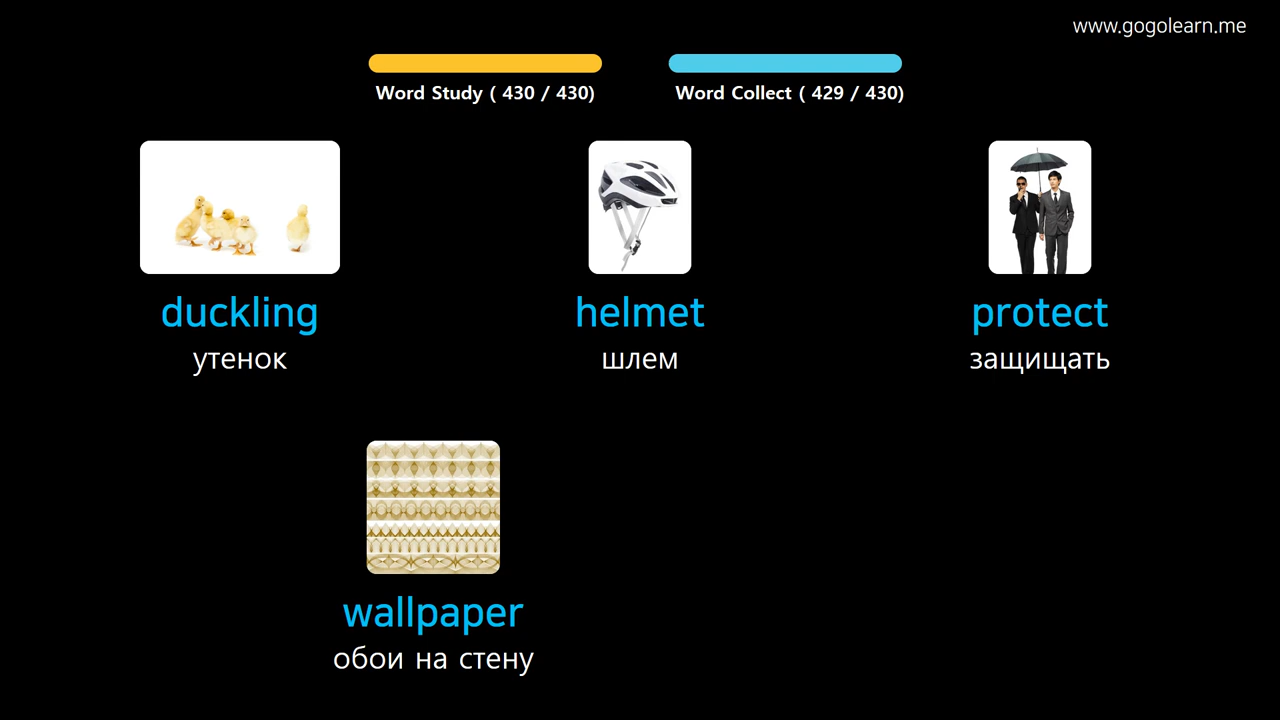 www.gogolearn.me
Word Study ( 430 / 430)
Word Collect ( 429 / 430)
duckling
утенок
helmet
шлем
protect
защищать
wallpaper
обои на стену